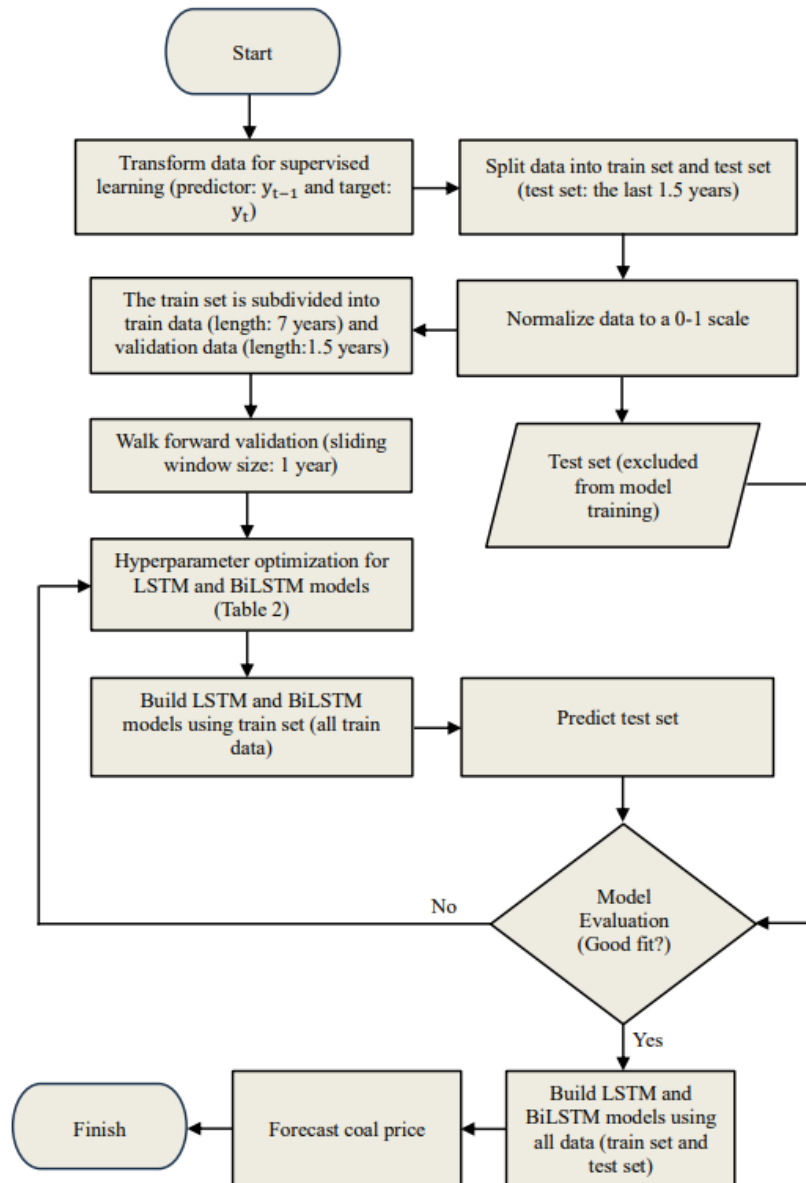 Start
Transform data for supervised
learning (predictor: yₜ₋₁ and target:
yₜ)
Split data into train set and test set
(test set: the last 1.5 years)
Normalize data to a 0-1 scale
The train set is subdivided into
train data (length: 7 years) and
validation data (length:1.5 years)
Walk forward validation (sliding
window size: 1 year)
Test set (excluded
from model
training)
Hyperparameter optimization for
LSTM and BiLSTM models
(Table 2)
Build LSTM and BiLSTM
models using train set (all train
data)
Predict test set
Model
Evaluation
(Good fit?)
No
Yes
Build LSTM and
BiLSTM models using
all data (train set and
test set)
Forecast coal price
Finish